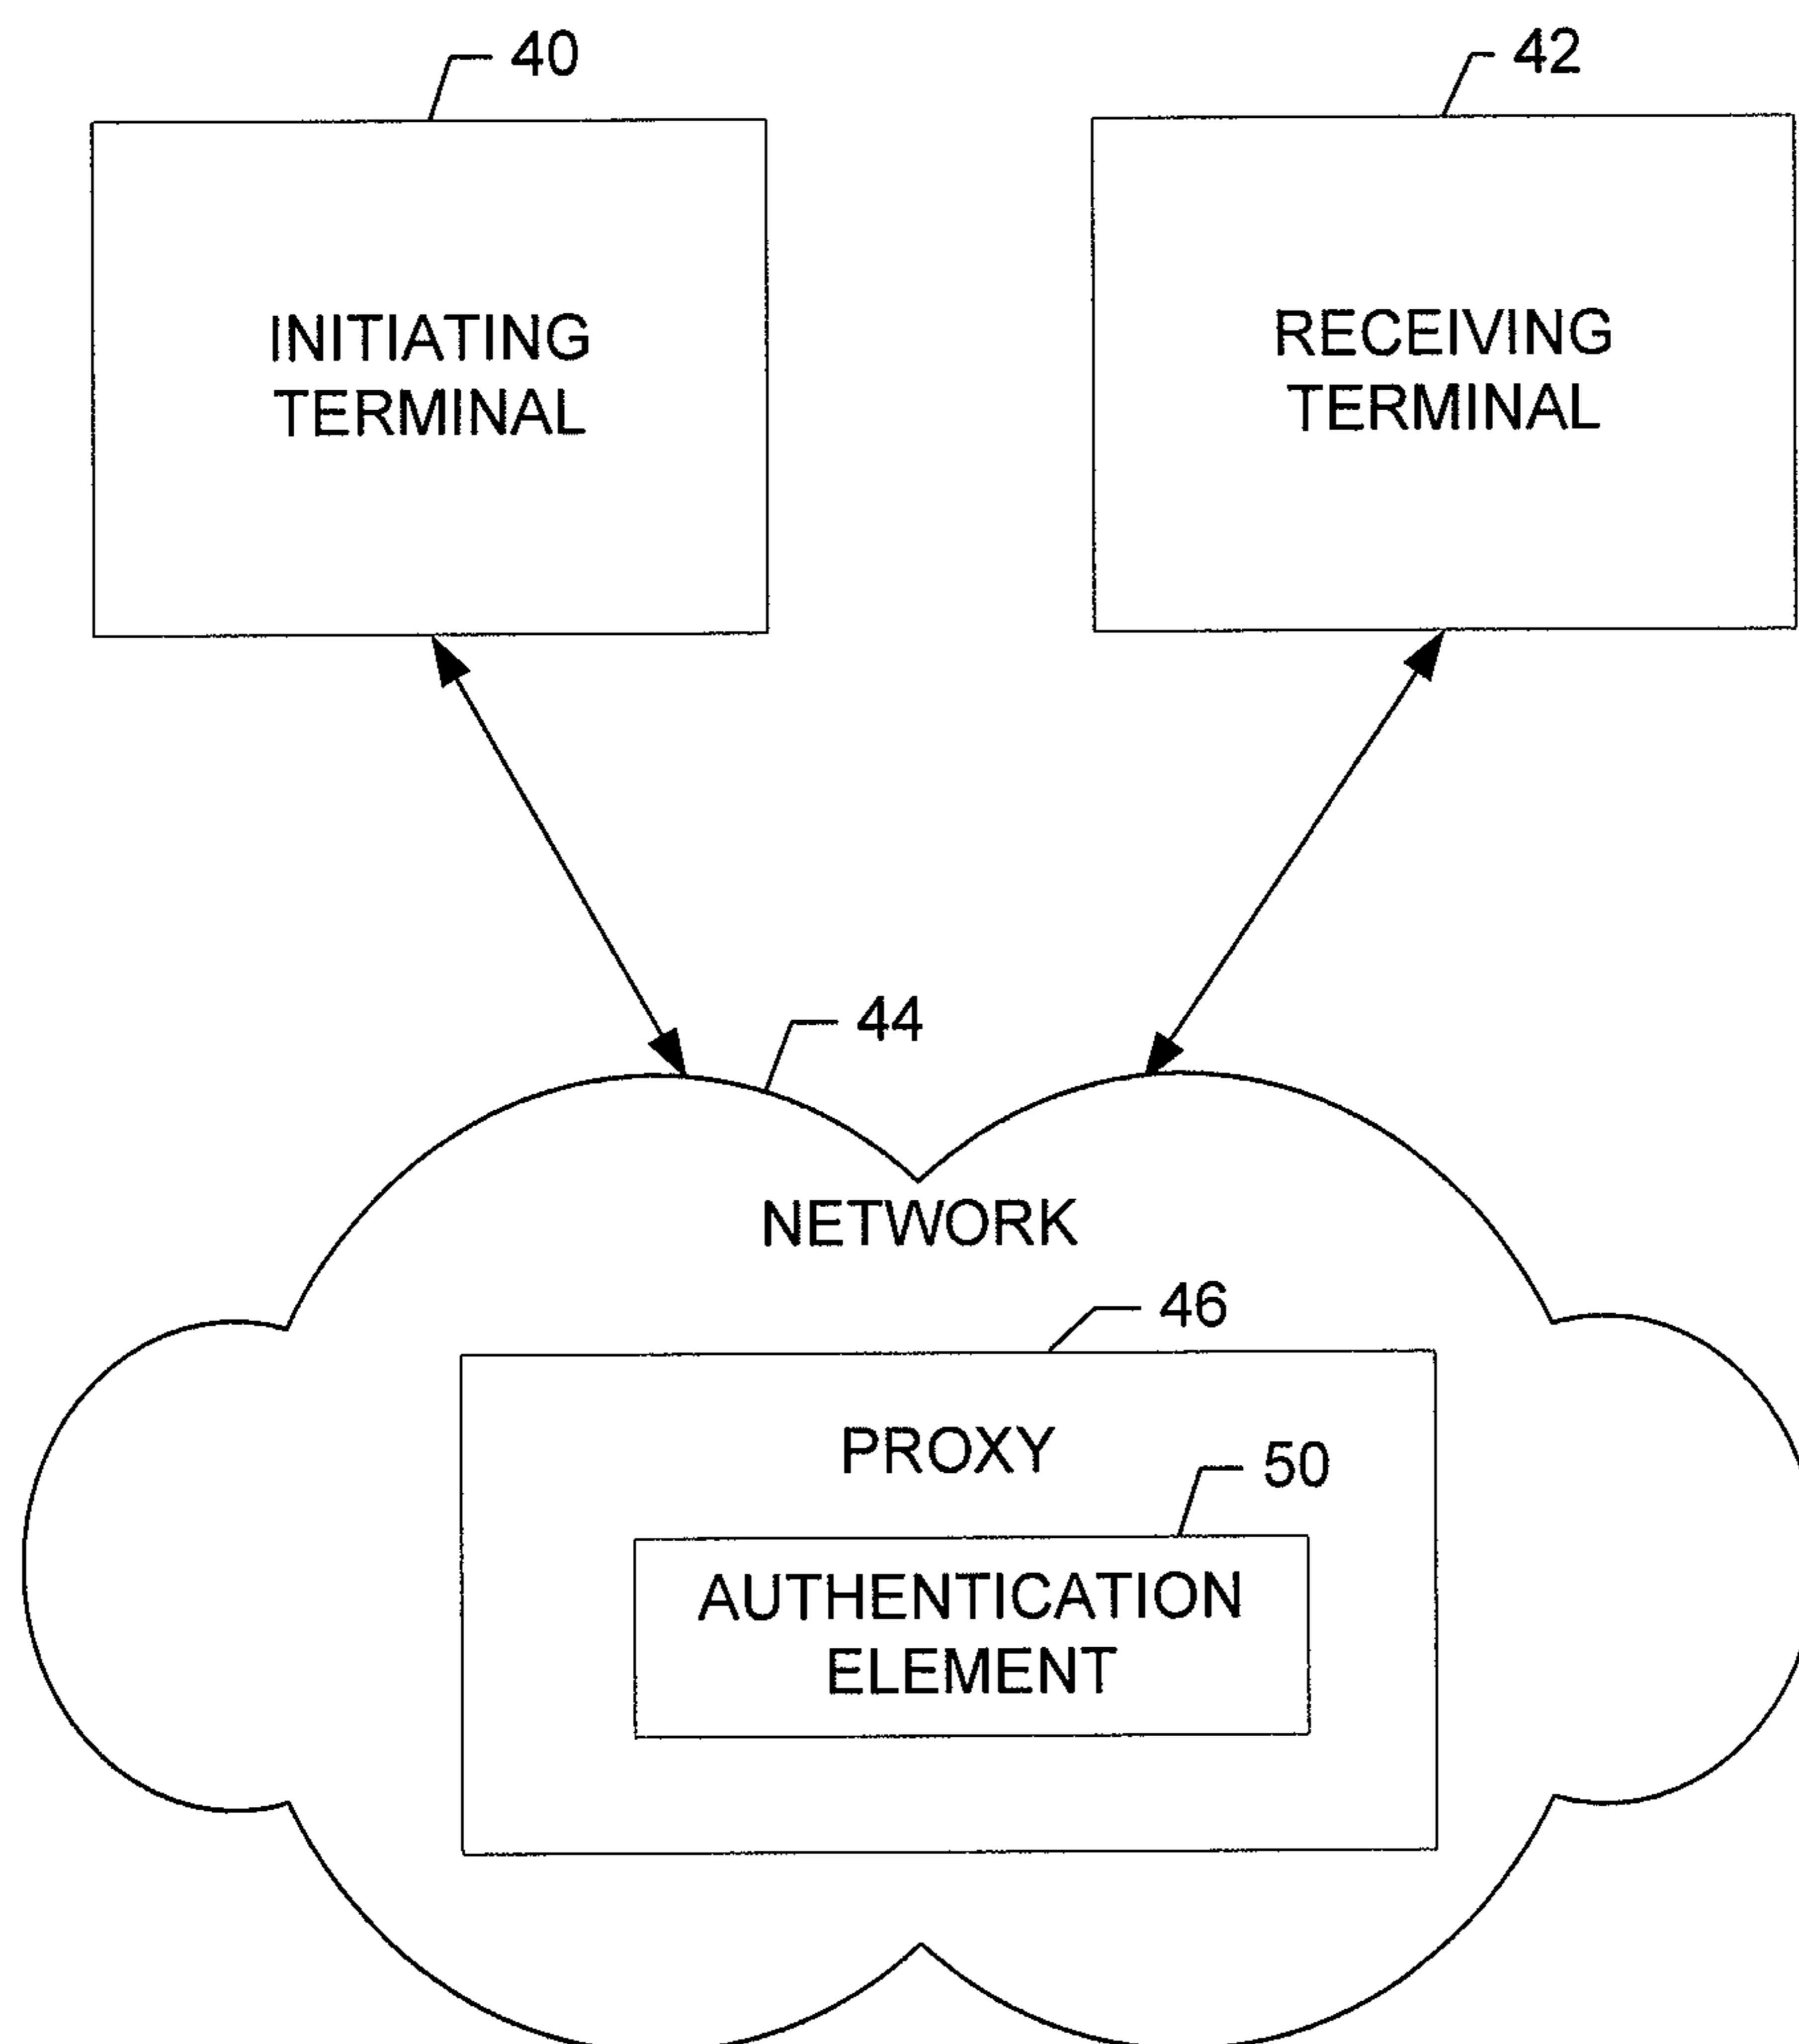 40
42
INITIATING
TERMINAL
RECEIVING
TERMINAL
44
NETWORK
46
PROXY
50
AUTHENTICATION
ELEMENT